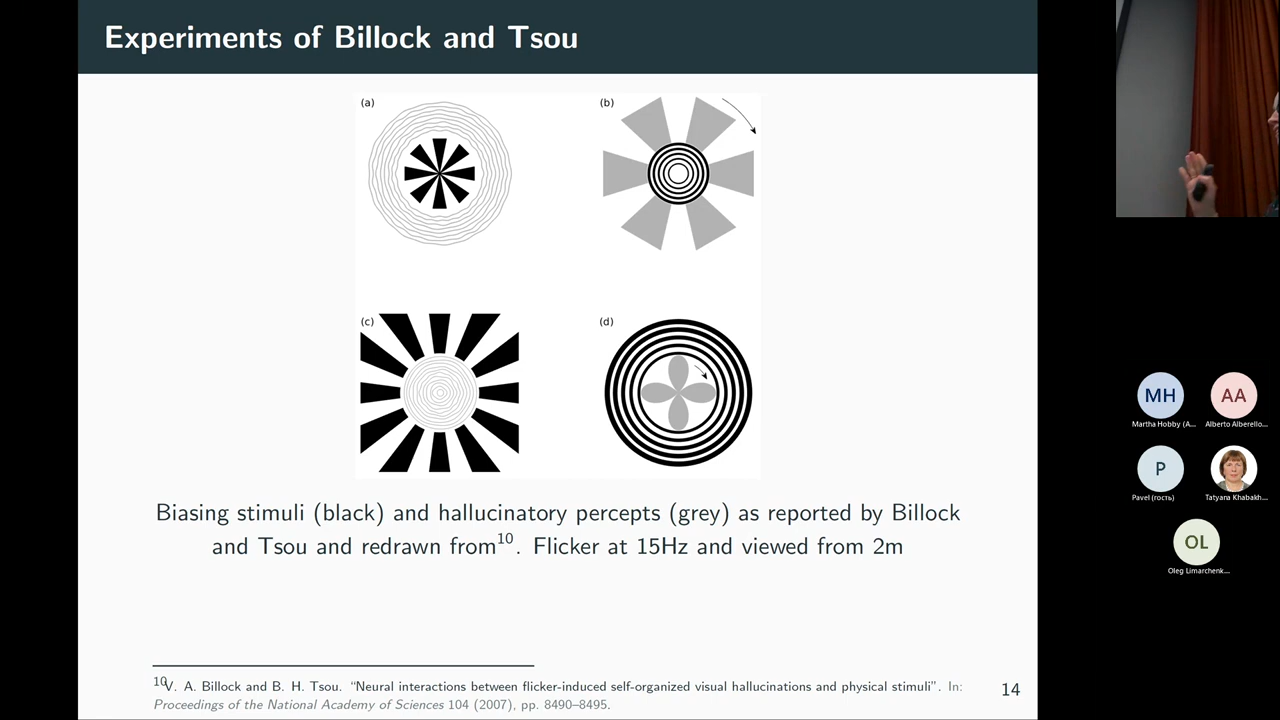 Experiments of Billock and Tsou
(a)
(b)
(c)
(d)
Biasing stimuli (black) and hallucinatory percepts (grey) as reported by Billock
and Tsou and redrawn from10. Flicker at 15Hz and viewed from 2m
10V. A. Billock and B. H. Tsou. “Neural interactions between flicker-induced self-organized visual hallucinations and physical stimuli”. In:
Proceedings of the National Academy of Sciences 104 (2007), pp. 8490–8495.
14
MH
Martha Hobby (A...
AA
Alberto Alberello...
P
Pavel (гость)
Tatyana Khabakh...
OL
Oleg Limarchenk...